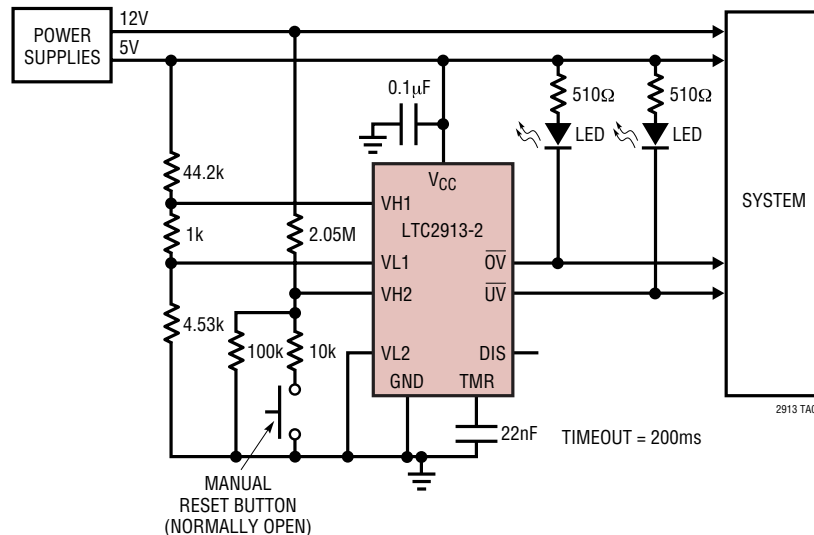 POWER
SUPPLIES
12V
5V
0.1µF
510Ω
510Ω
LED
LED
SYSTEM
44.2k
VCC
VH1
LTC2913-2
1k
2.05M
VL1
OV
VH2
UV
4.53k
100k
10k
VL2
DIS
GND
TMR
22nF
TIMEOUT = 200ms
MANUAL
RESET BUTTON
(NORMALLY OPEN)